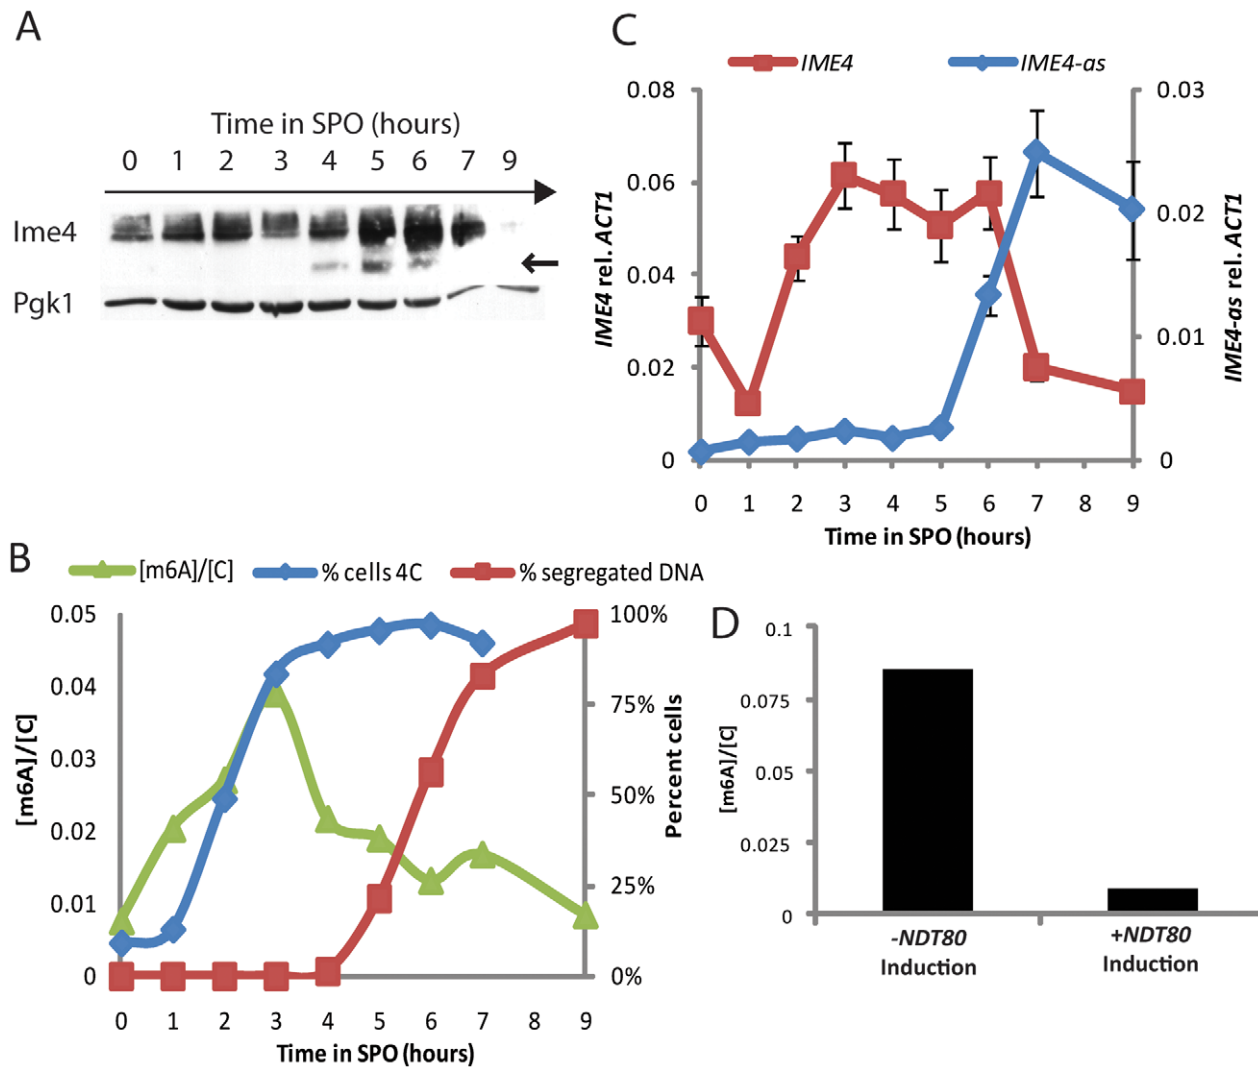 A
Time in SPO (hours)
0 1 2 3 4 5 6 7 9
Ime4
Pgk1
B
[m6A]/[C] % cells 4C % segregated DNA
0.05
0.04
0.03
0.02
0.01
0
[m6A]/[C]
100%
75%
50%
25%
0%
Percent cells
0 1 2 3 4 5 6 7 8 9
Time in SPO (hours)
C
IME4 IME4-as
0.08
0.06
0.04
0.02
0
IME4 rel. ACT1
0.03
0.02
0.01
0
IME4-as rel. ACT1
0 1 2 3 4 5 6 7 8 9
Time in SPO (hours)
D
0.1
0.075
0.05
0.025
0
[m6A]/[C]
-NDT80
Induction
+NDT80
Induction